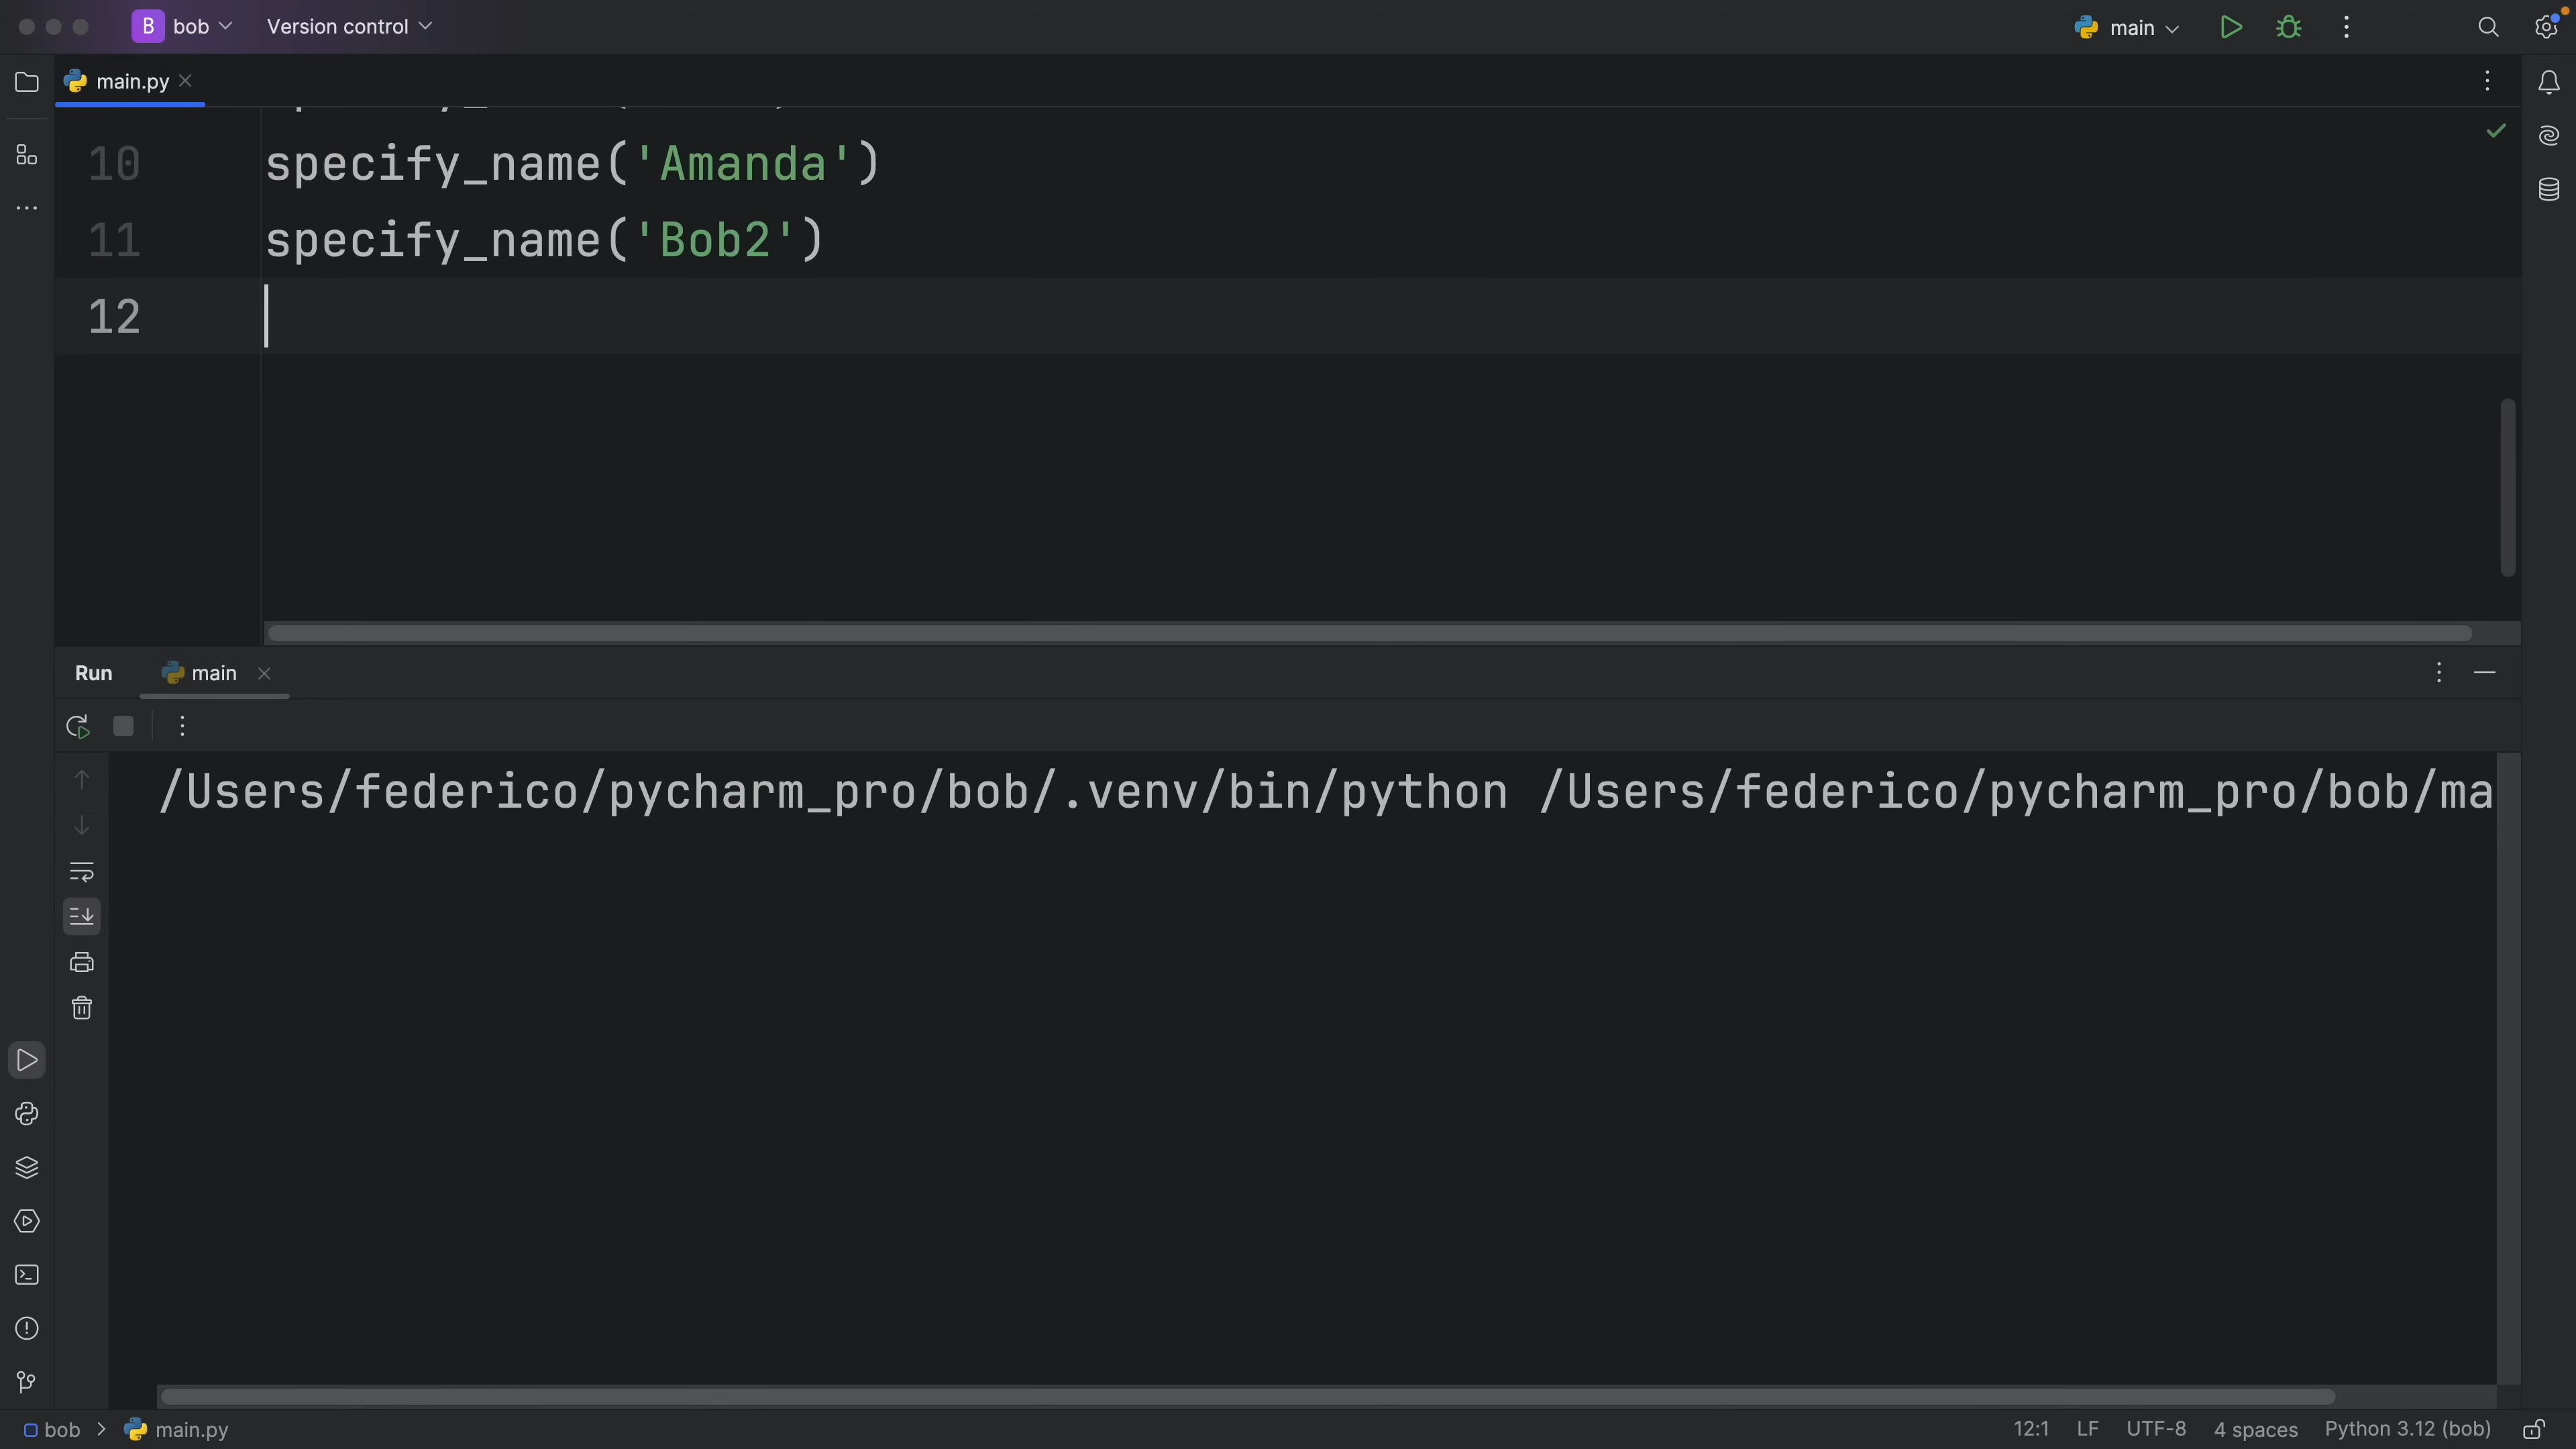 B bob Version control main
main.py
10 specify_name('Amanda')
11 specify_name('Bob2')
12
Run main
/Users/federico/pycharm_pro/bob/.venv/bin/python /Users/federico/pycharm_pro/bob/ma
bob > main.py 12:1 LF UTF-8 4 spaces Python 3.12 (bob)